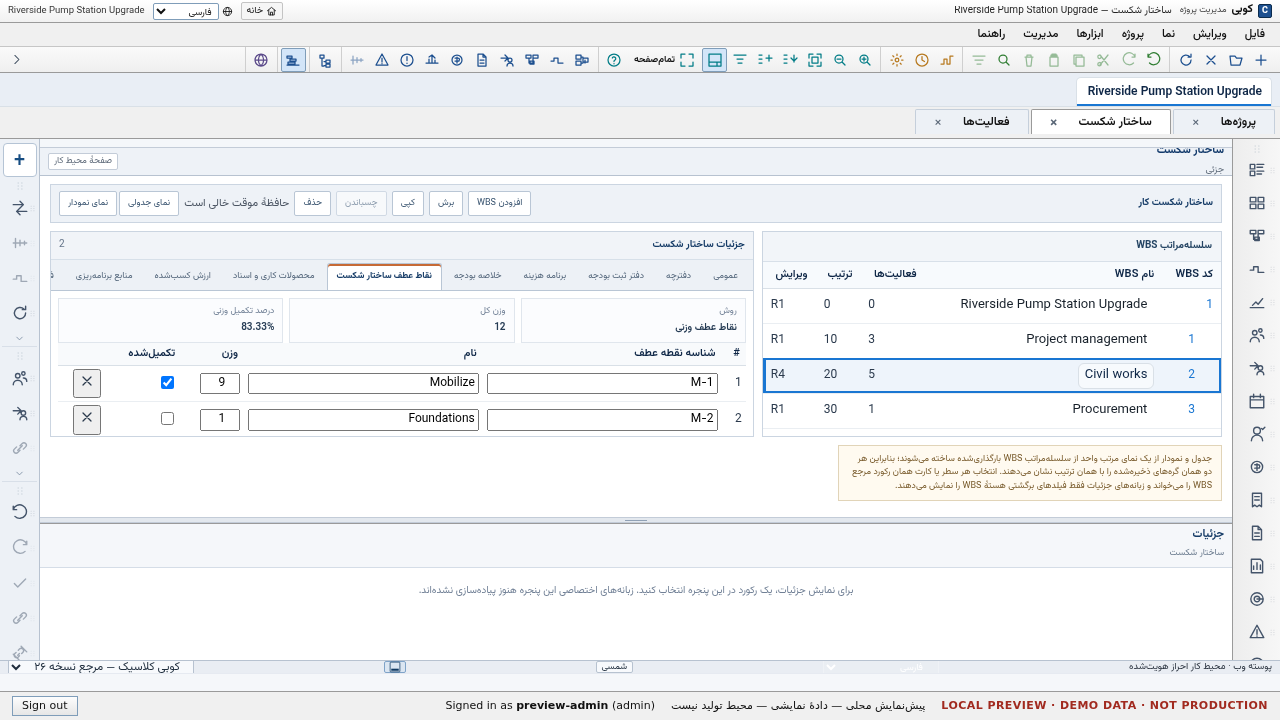 C کوبی مدیریت پروژه ساختار شکست — Riverside Pump Station Upgrade
خانه
فارسی
Riverside Pump Station Upgrade
فایل ویرایش نما پروژه ابزارها مدیریت راهنما
تمام‌صفحه
Riverside Pump Station Upgrade
پروژه‌ها ×
ساختار شکست ×
فعالیت‌ها ×
ساختار شکست
جزئی
صفحهٔ محیط کار
ساختار شکست کار
افزودن WBS
برش
کپی
چسباندن
حذف
حافظهٔ موقت خالی است
نمای جدولی
نمای نمودار
سلسله‌مراتب WBS
کد WBS نام WBS فعالیت‌ها ترتیب ویرایش
1 Riverside Pump Station Upgrade 0 0 R1
1 Project management 3 10 R1
2 Civil works 5 20 R4
3 Procurement 1 30 R1
جزئیات ساختار شکست
2
عمومی
دفترچه
دفتر ثبت بودجه
برنامه هزینه
خلاصه بودجه
نقاط عطف ساختار شکست
محصولات کاری و اسناد
ارزش کسب‌شده
منابع برنامه‌ریزی
روش
نقاط عطف وزنی
وزن کل
12
درصد تکمیل وزنی
83.33%
# شناسه نقطه عطف نام وزن تکمیل‌شده
1 M-1 Mobilize 9
2 M-2 Foundations 1
جدول و نمودار از یک نمای مرتب واحد از سلسله‌مراتب WBS بارگذاری‌شده ساخته می‌شوند؛ بنابراین هر
دو همان گره‌های ذخیره‌شده را با همان ترتیب نشان می‌دهند. انتخاب هر سطر یا کارت همان رکورد مرجع
WBS را می‌خواند و زبانه‌های جزئیات فقط فیلدهای برگشتی هستهٔ WBS را نمایش می‌دهند.
جزئیات
ساختار شکست
برای نمایش جزئیات، یک رکورد در این پنجره انتخاب کنید. زبانه‌های اختصاصی این پنجره هنوز پیاده‌سازی نشده‌اند.
پوسته وب · محیط کار احراز هویت‌شده
فارسی
شمسی
کوبی کلاسیک — مرجع نسخه ۲۶
LOCAL PREVIEW · DEMO DATA · NOT PRODUCTION
پیش‌نمایش محلی — دادهٔ نمایشی — محیط تولید نیست
Signed in as preview-admin (admin)
Sign out